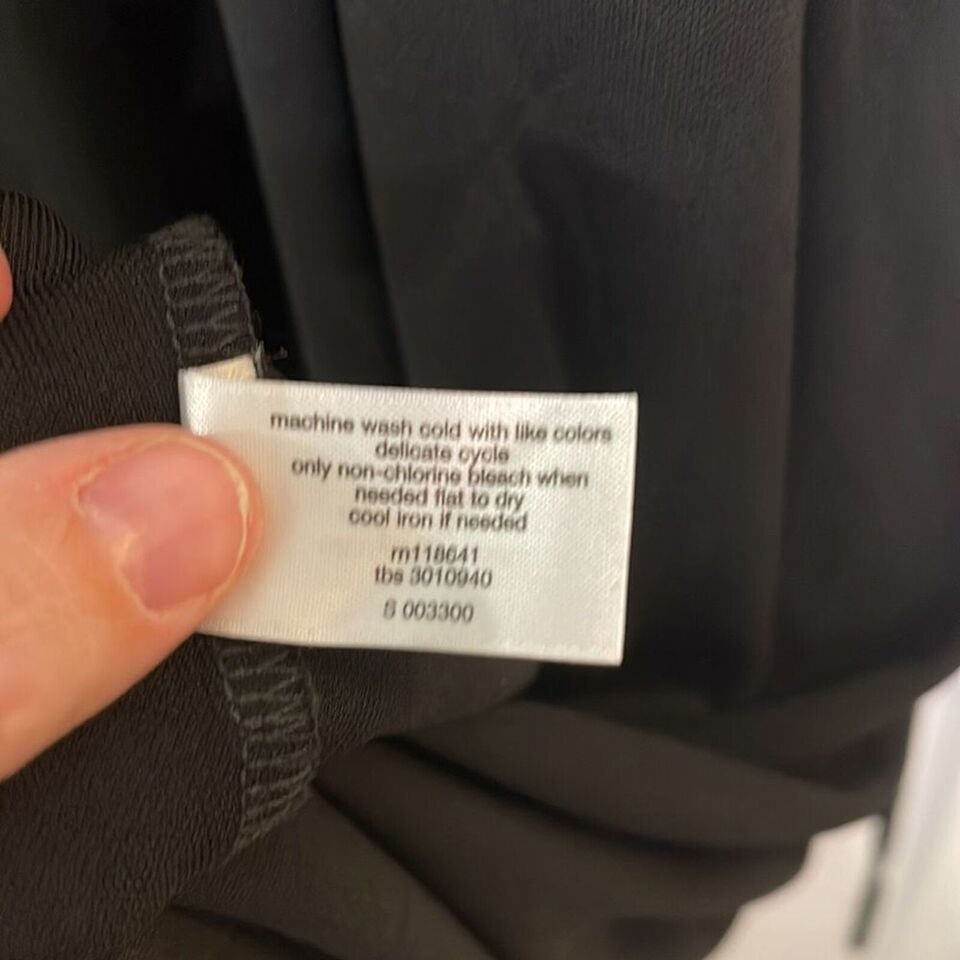 machine wash cold with like colors
delicate cycle
only non-chlorine bleach when
needed flat to dry
cool iron if needed
rn118641
tbs 3010940
S 003300